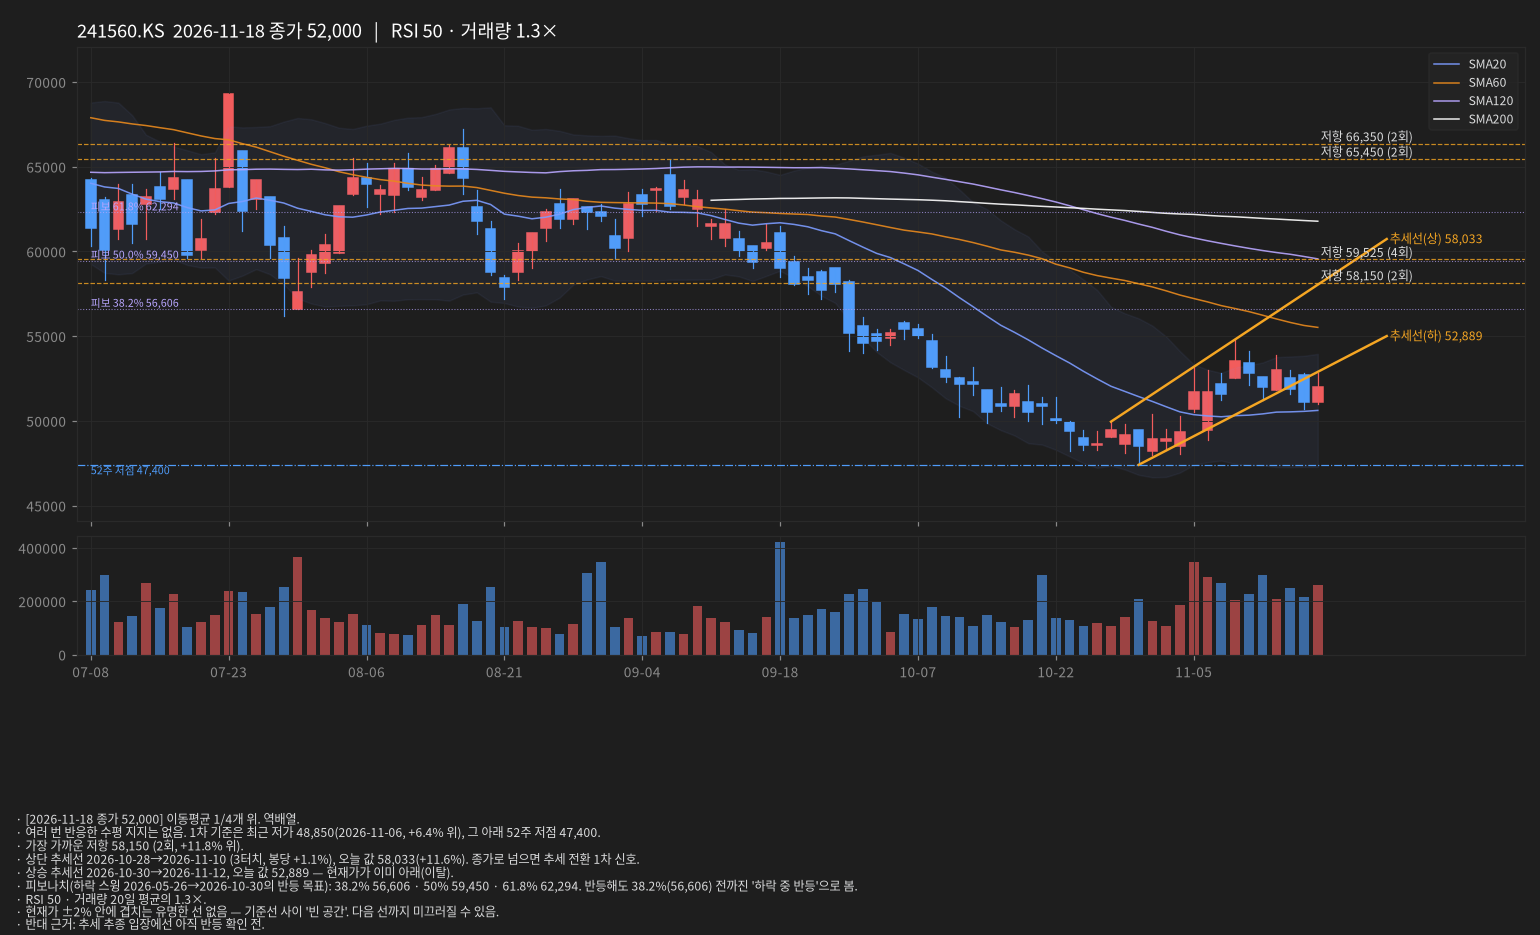 241560.KS 2026-11-18 종가 52,000 | RSI 50 · 거래량 1.3×
SMA20
SMA60
SMA120
SMA200
70000
65000
60000
55000
50000
45000
저항 66,350 (2회)
저항 65,450 (2회)
피보 61.8% 62,294
추세선(상) 58,033
저항 59,525 (4회)
피보 50.0% 59,450
저항 58,150 (2회)
피보 38.2% 56,606
추세선(하) 52,889
52주 저점 47,400
400000
200000
0
07-08 07-23 08-06 08-21 09-04 09-18 10-07 10-22 11-05
· [2026-11-18 종가 52,000] 이동평균 1/4개 위. 역배열.
· 여러 번 반응한 수평 지지는 없음. 1차 기준은 최근 저가 48,850(2026-11-06, +6.4% 위), 그 아래 52주 저점 47,400.
· 가장 가까운 저항 58,150 (2회, +11.8% 위).
· 상단 추세선 2026-10-28→2026-11-10 (3터치, 봉당 +1.1%), 오늘 값 58,033(+11.6%). 종가로 넘으면 추세 전환 1차 신호.
· 상승 추세선 2026-10-30→2026-11-12, 오늘 값 52,889 — 현재가가 이미 아래(이탈).
· 피보나치(하락 스윙 2026-05-26→2026-10-30의 반등 목표): 38.2% 56,606 · 50% 59,450 · 61.8% 62,294. 반등해도 38.2%(56,606) 전까진 '하락 중 반등'으로 봄.
· RSI 50 · 거래량 20일 평균의 1.3×.
· 현재가 ±2% 안에 겹치는 유명한 선 없음 — 기준선 사이 '빈 공간'. 다음 선까지 미끄러질 수 있음.
· 반대 근거: 추세 추종 입장에선 아직 반등 확인 전.